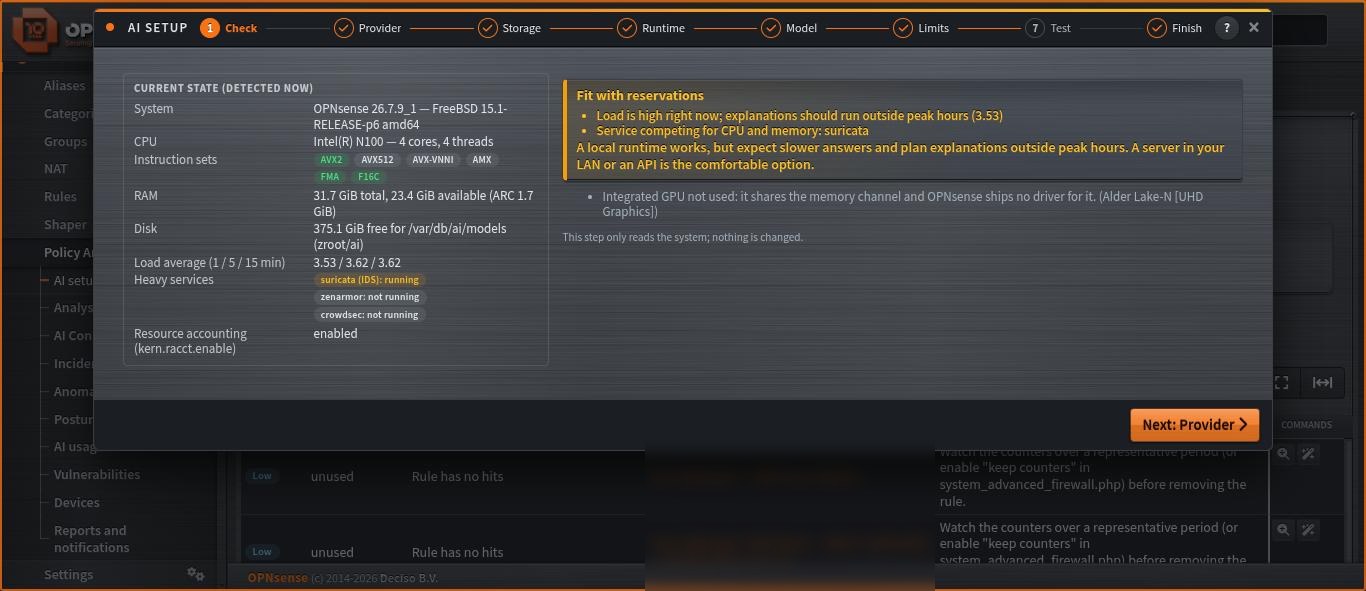 AI SETUP
1 Check
Provider
Storage
Runtime
Model
Limits
7 Test
Finish
?
Aliases
Groups
NAT
Rules
Shaper
Vulnerabilities
Devices
Reports and
notifications
Settings
CURRENT STATE (DETECTED NOW)
System OPNsense 26.7.9_1 — FreeBSD 15.1-
RELEASE-p6 amd64
CPU Intel(R) N100 — 4 cores, 4 threads
Instruction sets AVX2 AVX512 AVX-VNNI AMX
FMA F16C
RAM 31.7 GiB total, 23.4 GiB available (ARC 1.7
GiB)
Disk 375.1 GiB free for /var/db/ai/models
(zroot/ai)
Load average (1 / 5 / 15 min) 3.53 / 3.62 / 3.62
Heavy services suricata (IDS): running
zenarmor: not running
crowdsec: not running
Resource accounting enabled
(kern.racct.enable)
Fit with reservations
Load is high right now; explanations should run outside peak hours (3.53)
Service competing for CPU and memory: suricata
A local runtime works, but expect slower answers and plan explanations outside peak hours. A server in your
LAN or an API is the comfortable option.
Integrated GPU not used: it shares the memory channel and OPNsense ships no driver for it. (Alder Lake-N [UHD
Graphics])
This step only reads the system; nothing is changed.
Next: Provider
COMMANDS
Low unused Rule has no hits
Watch the counters over a representative period (or
enable "keep counters" in
system_advanced_firewall.php) before removing the
rule.
Low unused Rule has no hits
Watch the counters over a representative period (or
enable "keep counters" in
system_advanced_firewall.php) before removing the
OPNsense (c) 2014-2026 Deciso B.V.